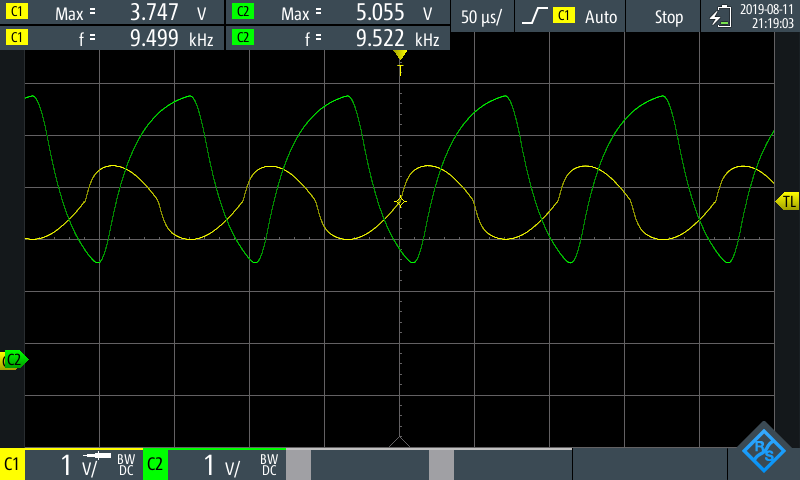 C1 Max = 3.747 V C2 Max = 5.055 V 50 µs/ C1 Auto Stop 2019-08-11
C1 f = 9.499 kHz C2 f = 9.522 kHz 21:19:03
T
TL
C2
C1 1 V/ BW DC C2 1 V/ BW DC R&S